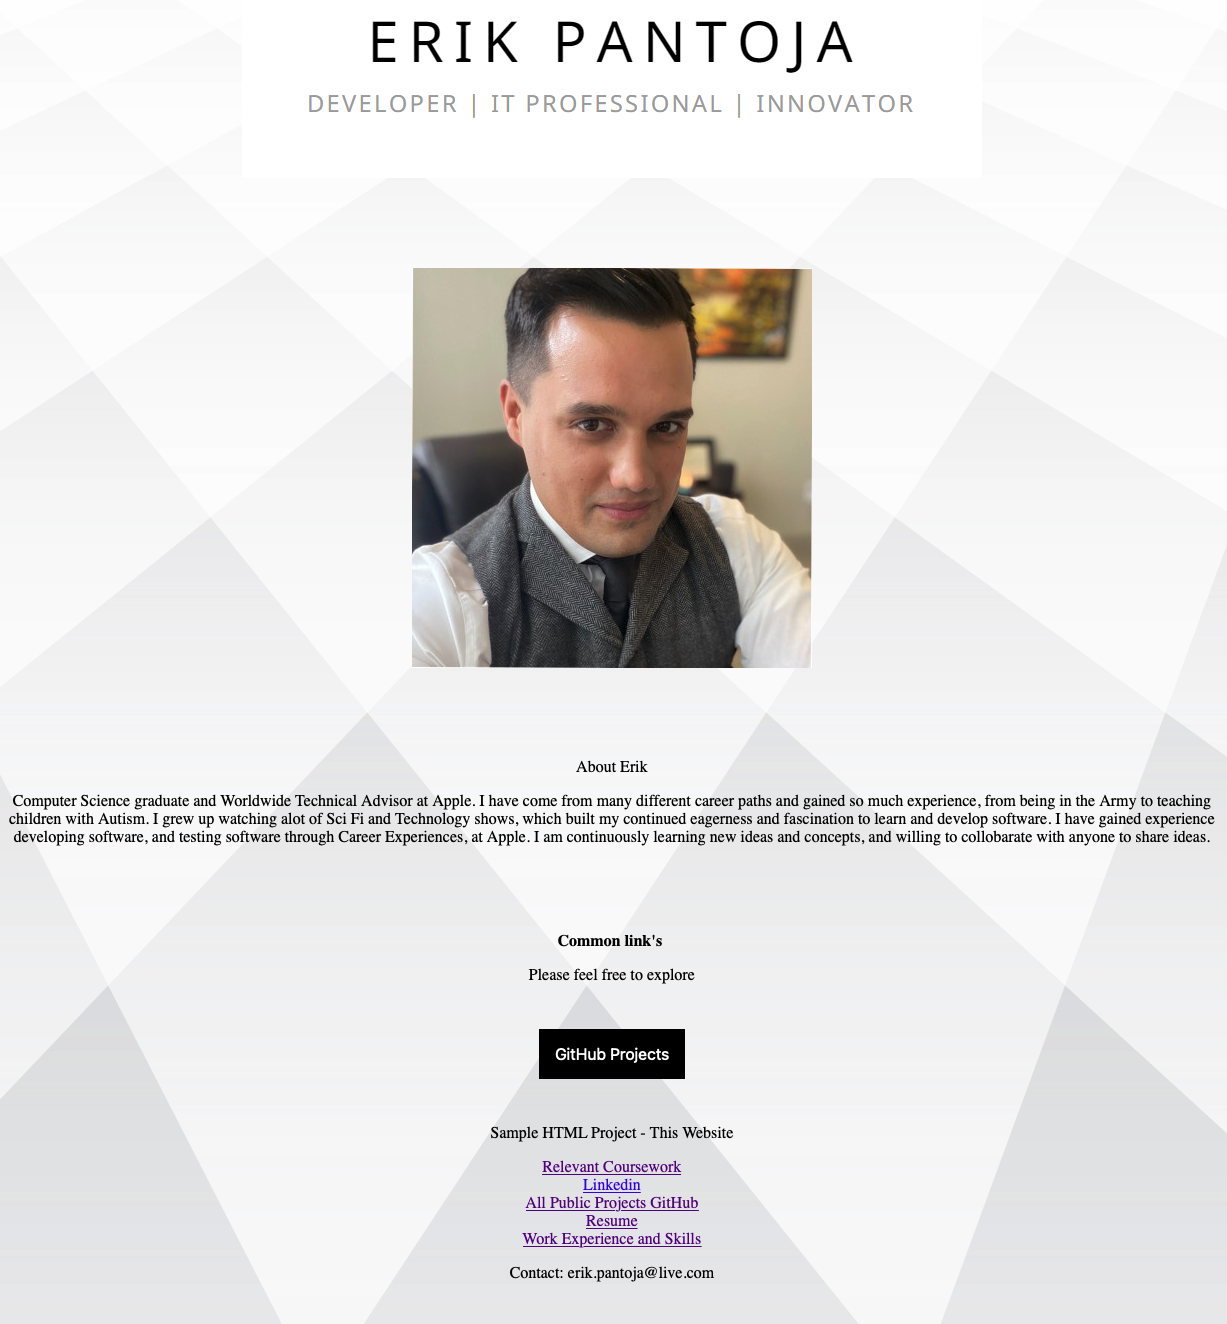 ERIK PANTOJA
DEVELOPER | IT PROFESSIONAL | INNOVATOR
About Erik
Computer Science graduate and Worldwide Technical Advisor at Apple. I have come from many different career paths and gained so much experience, from being in the Army to teaching
children with Autism. I grew up watching alot of Sci Fi and Technology shows, which built my continued eagerness and fascination to learn and develop software. I have gained experience
developing software, and testing software through Career Experiences, at Apple. I am continuously learning new ideas and concepts, and willing to collobarate with anyone to share ideas.
Common link's
Please feel free to explore
GitHub Projects
Sample HTML Project - This Website
Relevant Coursework
Linkedin
All Public Projects GitHub
Resume
Work Experience and Skills
Contact: erik.pantoja@live.com